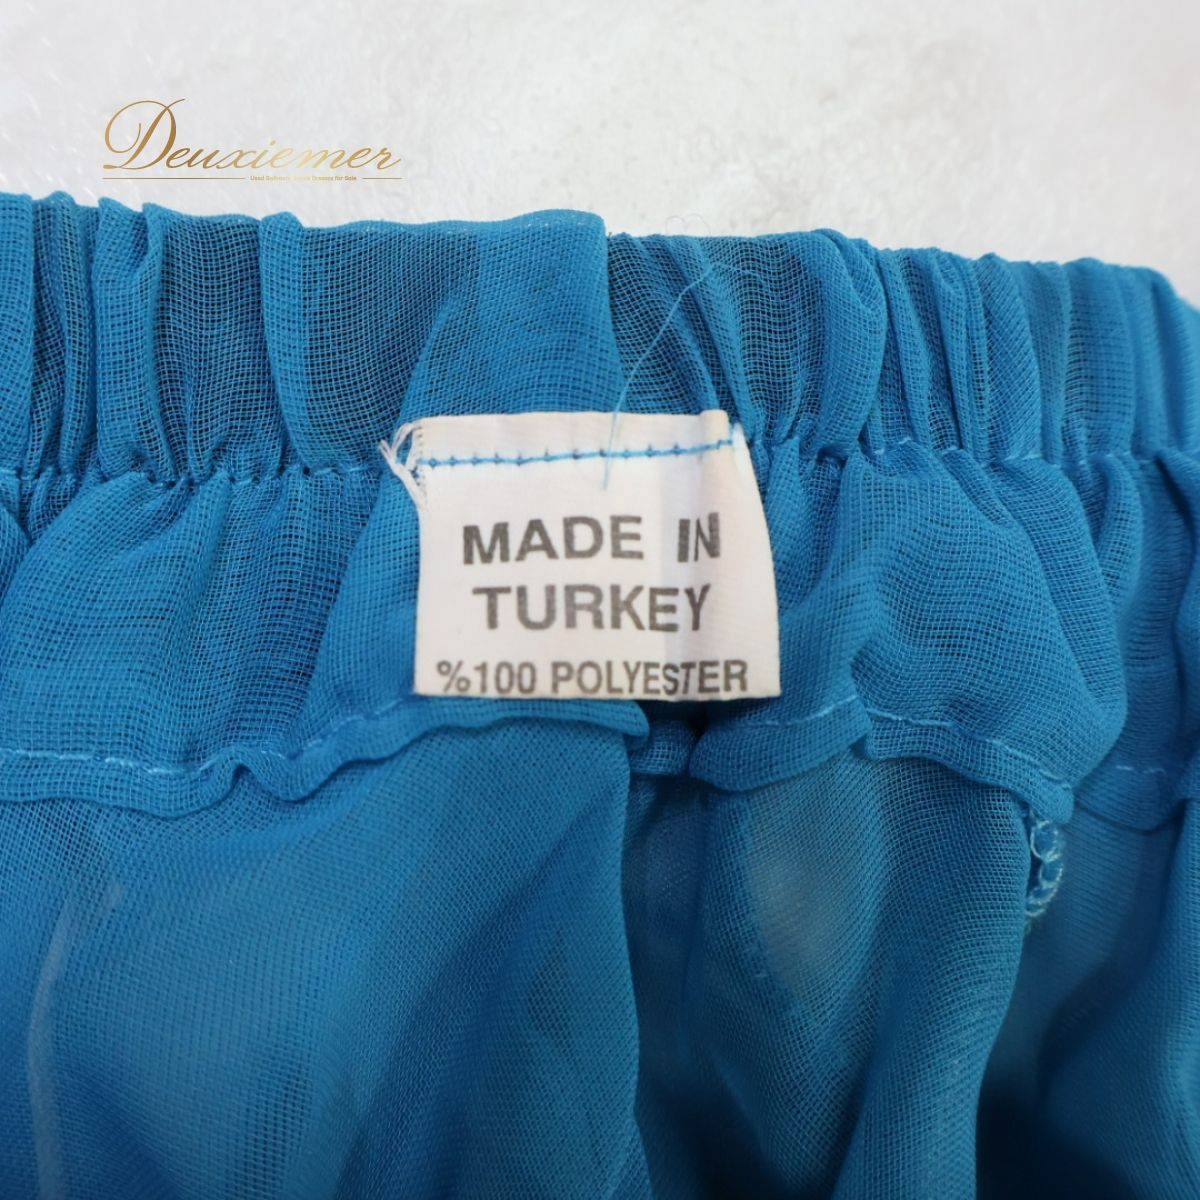 Deuxiemer
MADE IN
TURKEY
%100 POLYESTER